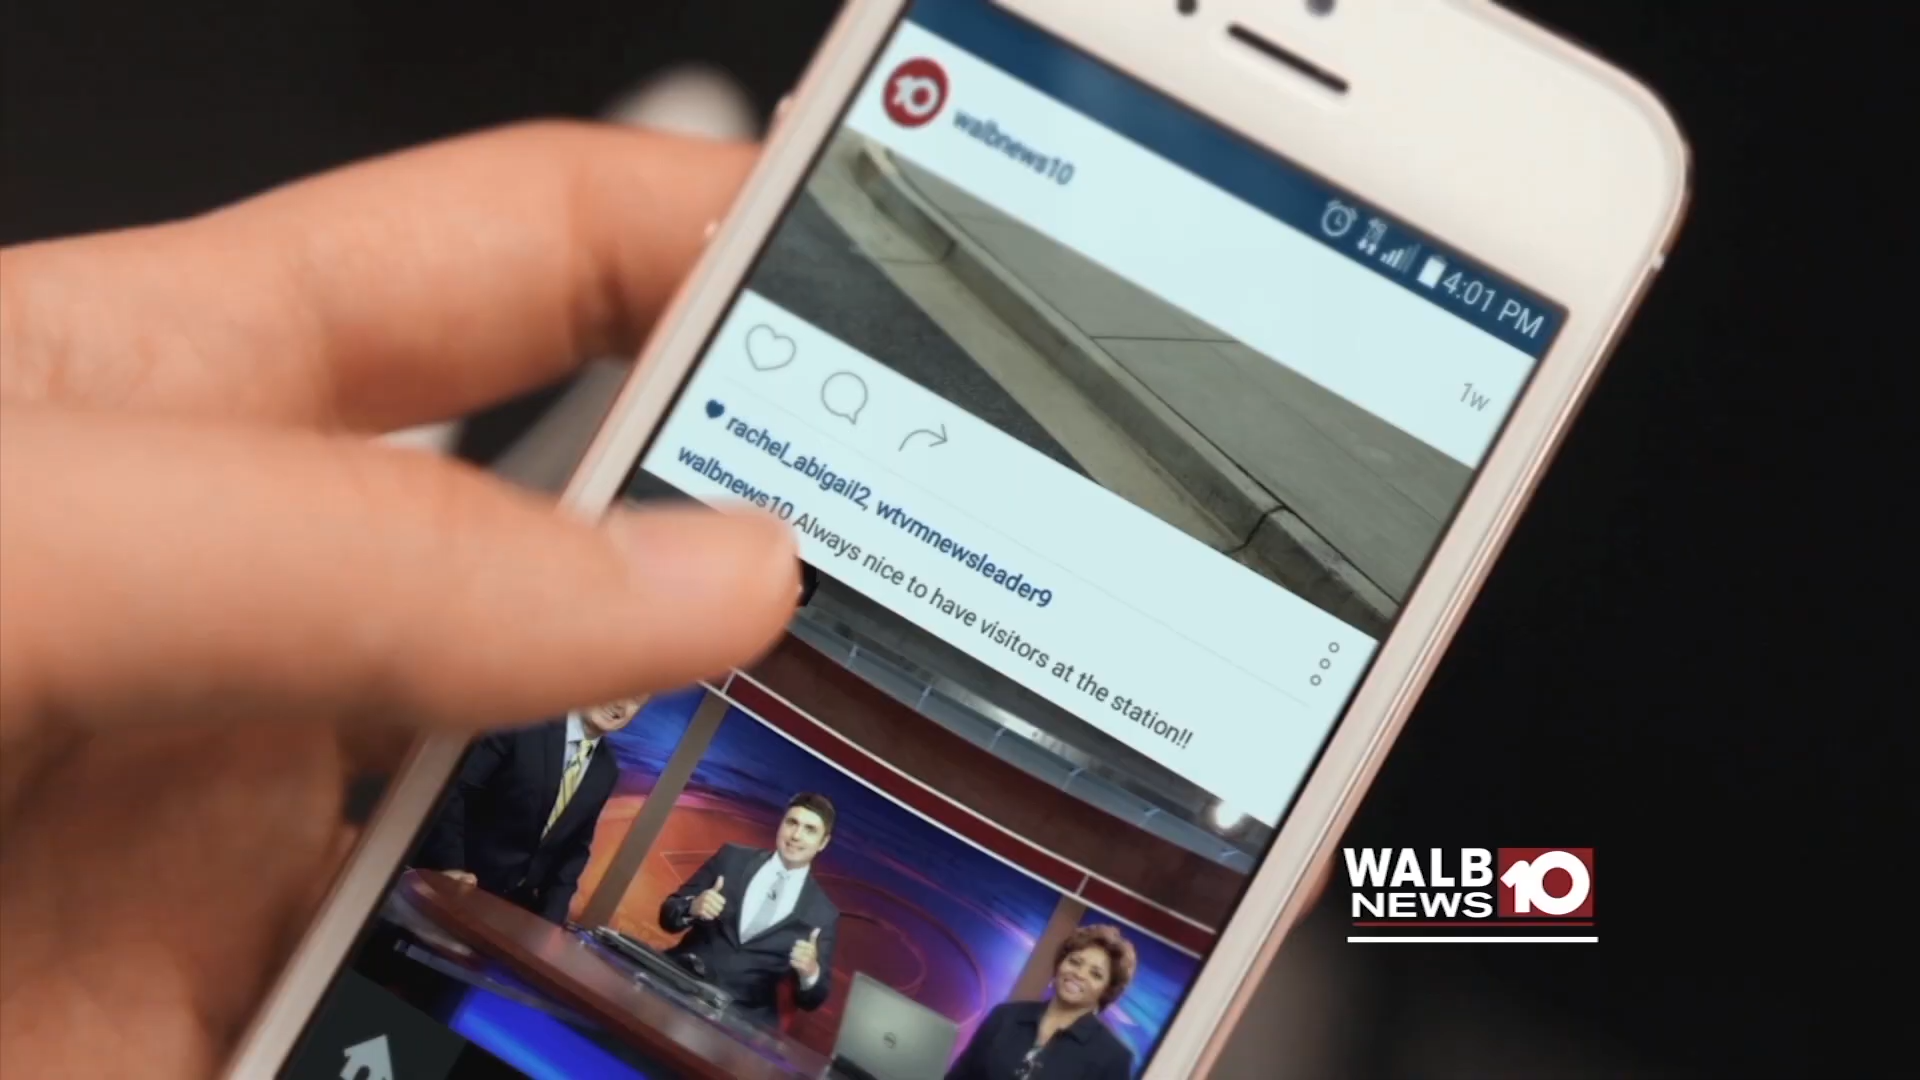 4:01 PM
10 walbnews10
1w
rachel_abigail2, wtvmnewsleader9
walbnews10 Always nice to have visitors at the station!!
WALB 10
NEWS